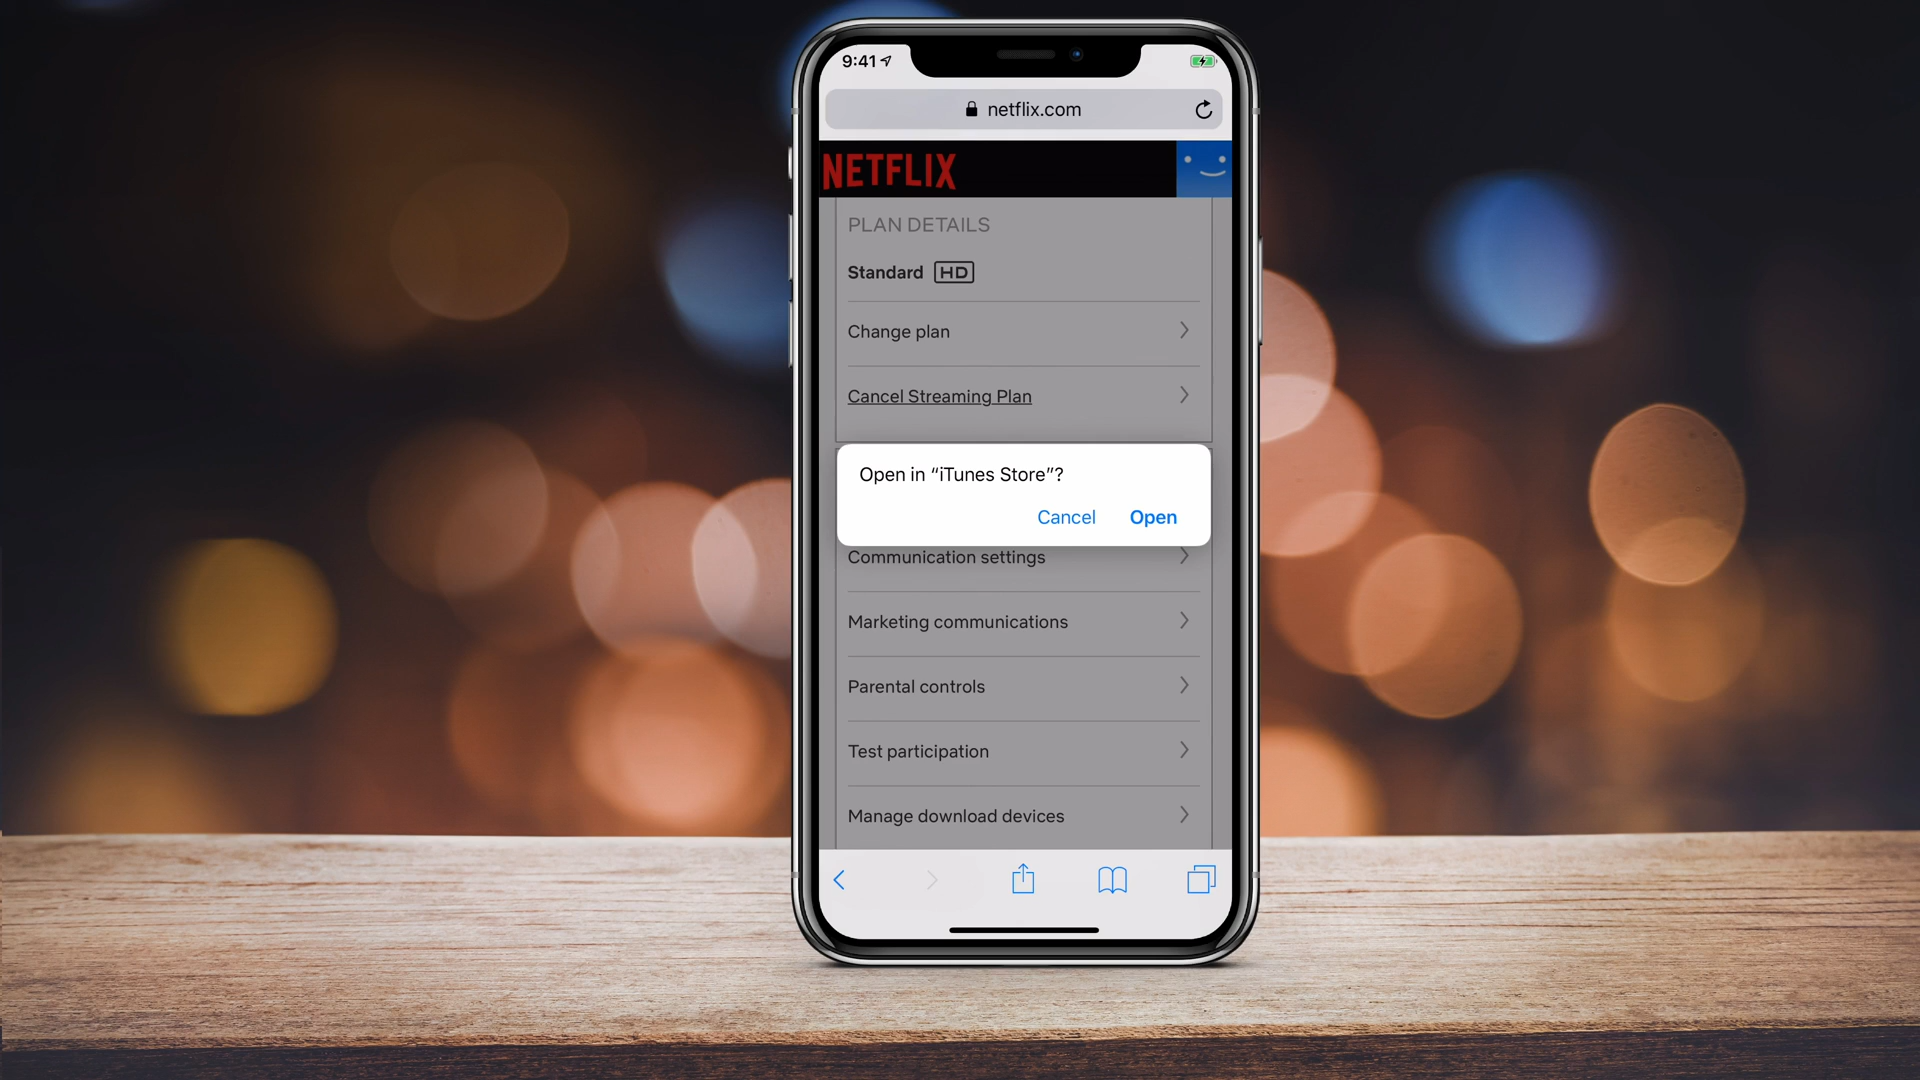 9:41
netflix.com
NETFLIX
PLAN DETAILS
Standard HD
Change plan
Cancel Streaming Plan
Open in “iTunes Store”?
Cancel Open
Communication settings
Marketing communications
Parental controls
Test participation
Manage download devices